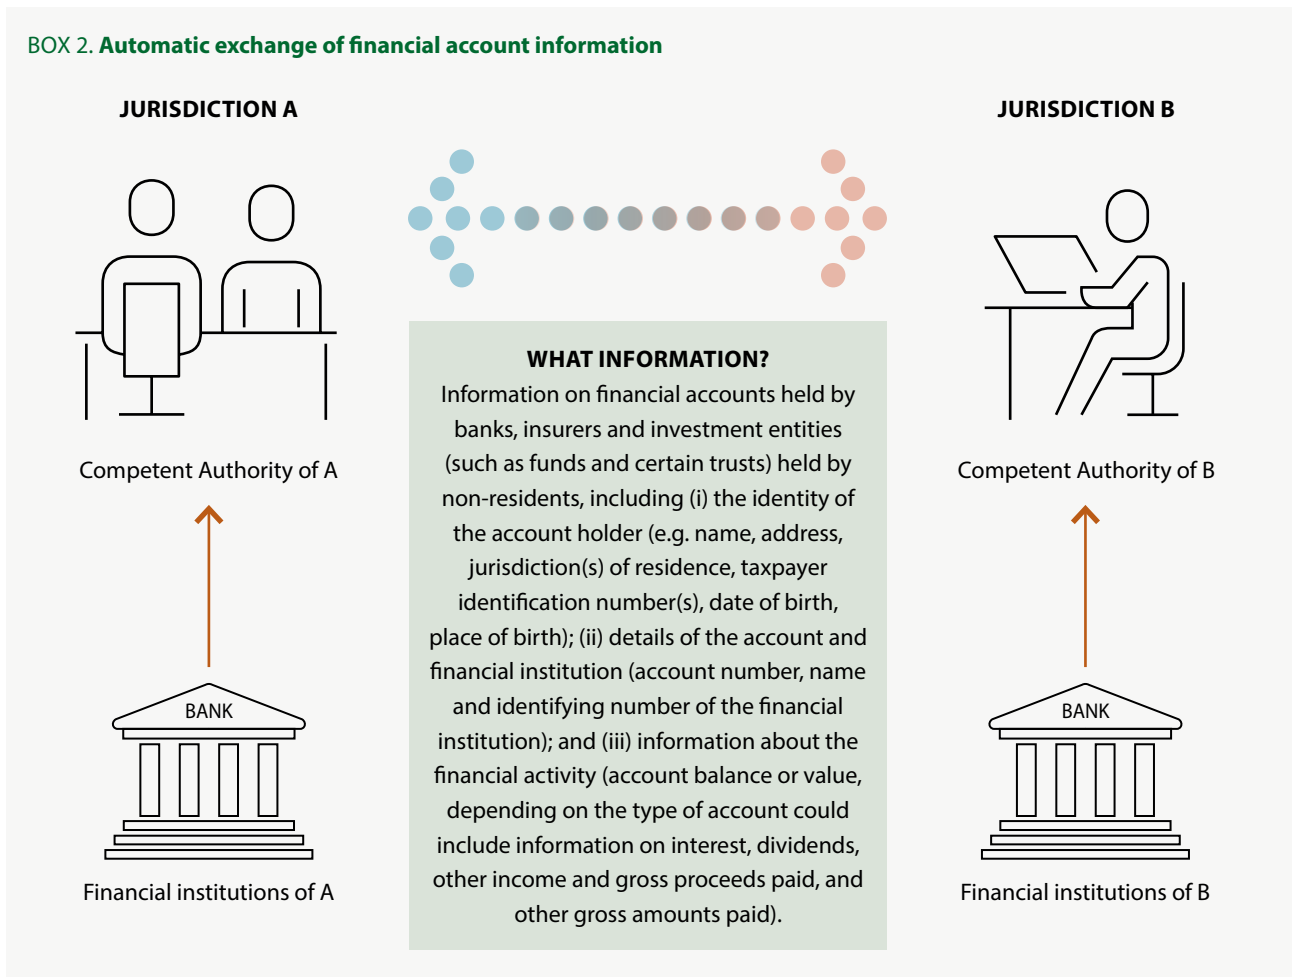 BOX 2. Automatic exchange of financial account information
JURISDICTION A
JURISDICTION B
Competent Authority of A
Competent Authority of B
WHAT INFORMATION?
Information on financial accounts held by
banks, insurers and investment entities
(such as funds and certain trusts) held by
non-residents, including (i) the identity of
the account holder (e.g. name, address,
jurisdiction(s) of residence, taxpayer
identification number(s), date of birth,
place of birth); (ii) details of the account and
financial institution (account number, name
and identifying number of the financial
institution); and (iii) information about the
financial activity (account balance or value,
depending on the type of account could
include information on interest, dividends,
other income and gross proceeds paid, and
other gross amounts paid).
BANK
BANK
Financial institutions of A
Financial institutions of B